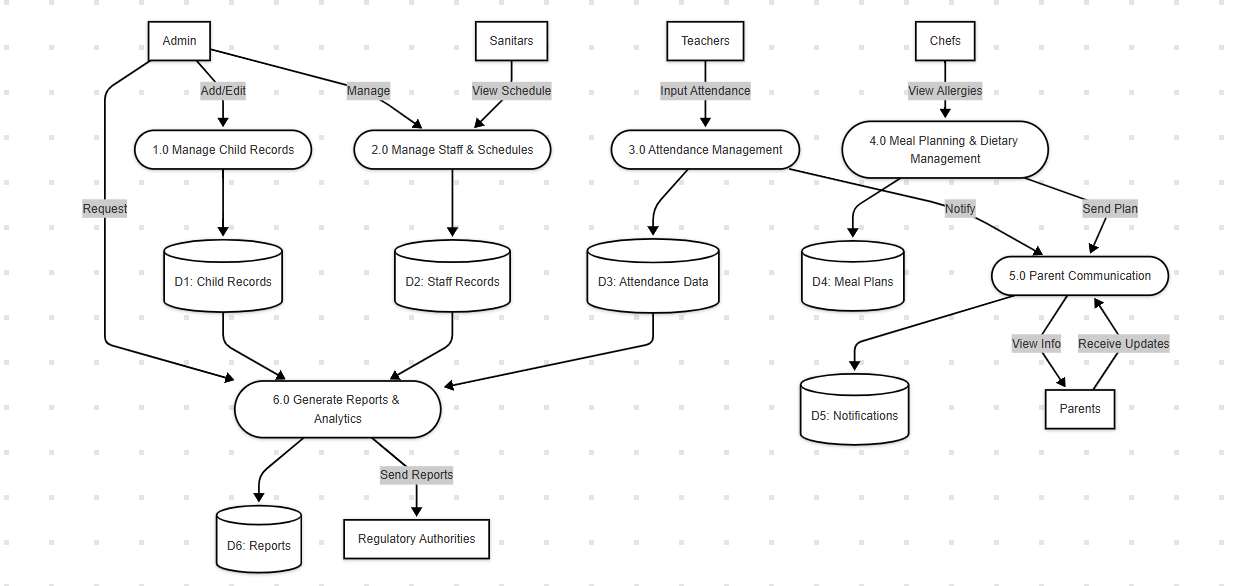 Admin
Sanitars
Teachers
Chefs
Add/Edit
Manage
View Schedule
Input Attendance
View Allergies
1.0 Manage Child Records
2.0 Manage Staff & Schedules
3.0 Attendance Management
4.0 Meal Planning & Dietary
Management
Request
Notify
Send Plan
D1: Child Records
D2: Staff Records
D3: Attendance Data
D4: Meal Plans
5.0 Parent Communication
View Info
Receive Updates
6.0 Generate Reports &
Analytics
D5: Notifications
Parents
Send Reports
D6: Reports
Regulatory Authorities